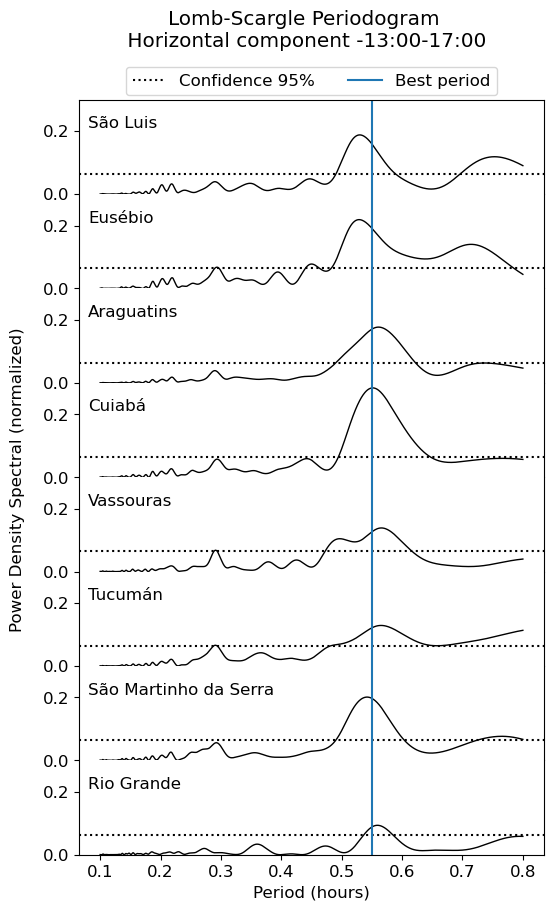 Lomb-Scargle Periodogram
Horizontal component -13:00-17:00
Confidence 95% Best period
São Luis
0.2
0.0
Eusébio
0.2
0.0
Araguatins
0.2
0.0
Cuiabá
0.2
0.0
Vassouras
0.2
0.0
Tucumán
0.2
0.0
São Martinho da Serra
0.2
0.0
Rio Grande
0.2
0.0
Power Density Spectral (normalized)
0.1 0.2 0.3 0.4 0.5 0.6 0.7 0.8
Period (hours)